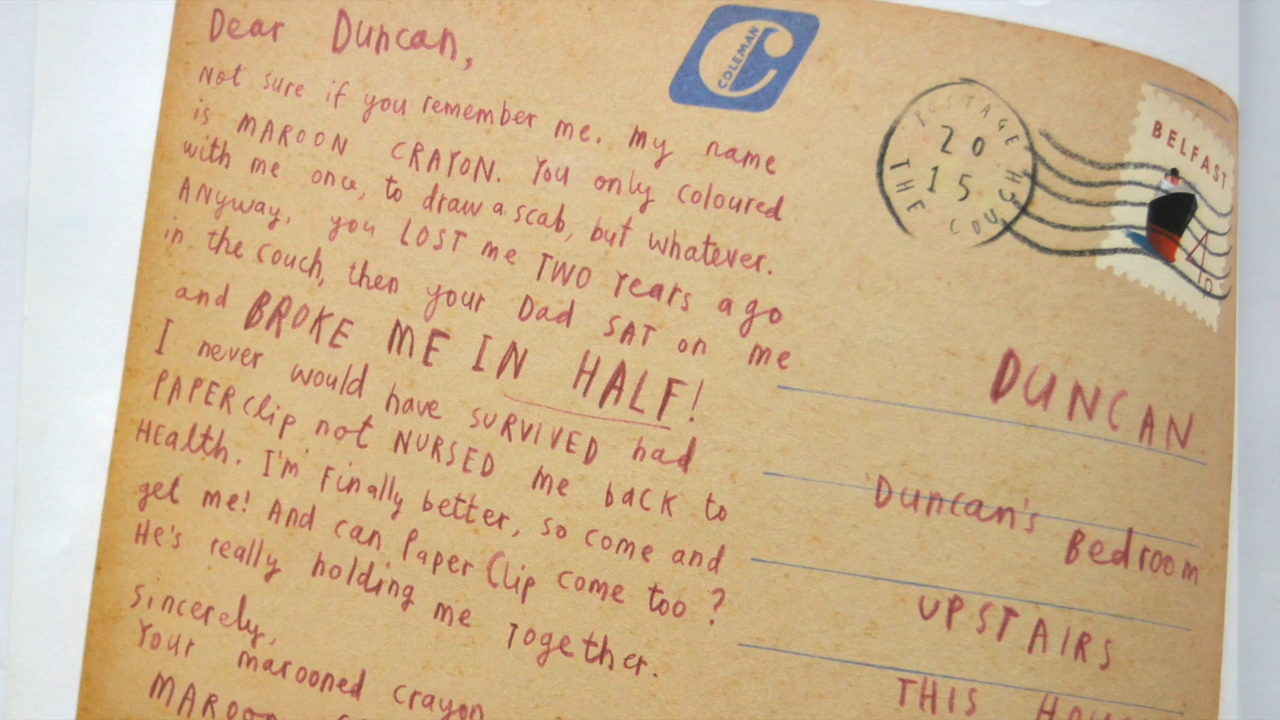 Dear Duncan,
Not sure if you remember me. My name
is MAROON CRAYON. You only coloured
with me once, to draw a scab, but whatever.
ANyway, you LOST me TWO Years ago
in the couch, then your Dad SAT on me
and BROKE ME IN HALF!
I never would have SURVIVED had
PAPERclip not NURSED me back to
Health. I'm Finally better, so come and
get me! And can Paper Clip come too?
He's really holding me Together.
Sincerely,
Your marooned crayon
MAROON
COLEMAN
POSTAGE
20
15
THE
BELFAST
DUNCAN
Duncan's Bedroom
UPSTAIRS
THIS